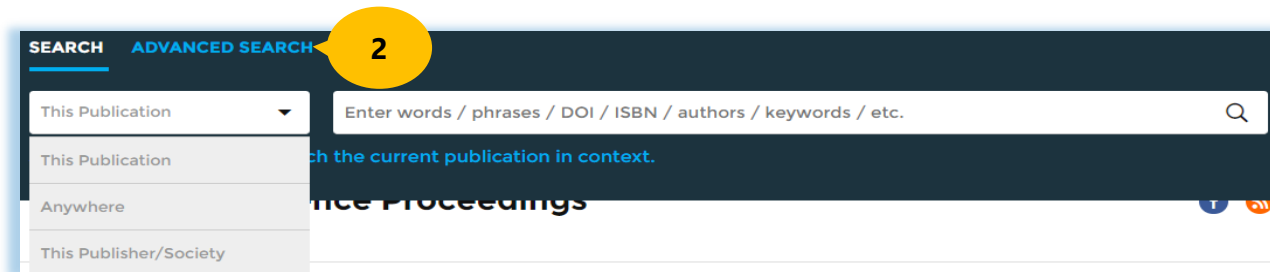 SEARCH ADVANCED SEARCH 2
This Publication Enter words / phrases / DOI / ISBN / authors / keywords / etc.
This Publication ch the current publication in context.
Anywhere nce Proceedings
This Publisher/Society